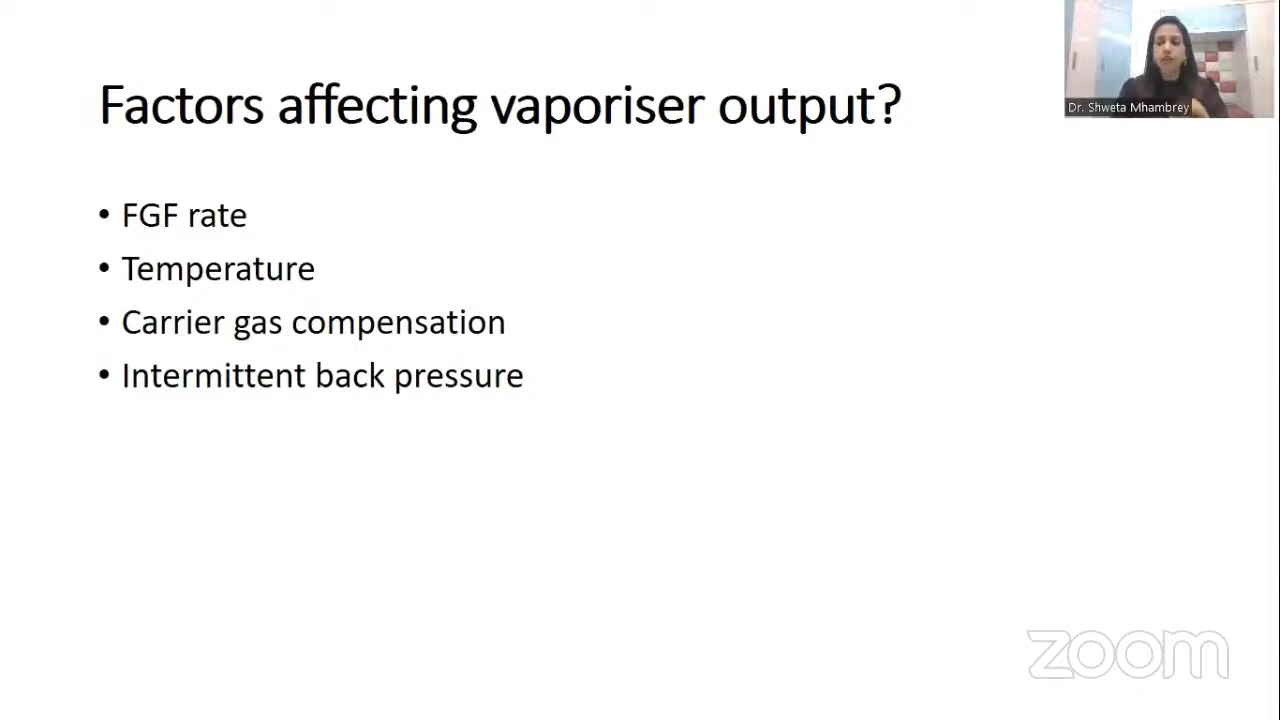 Factors affecting vaporiser output?
Dr. Shweta Mhambrey
• FGF rate
• Temperature
• Carrier gas compensation
• Intermittent back pressure
zoom